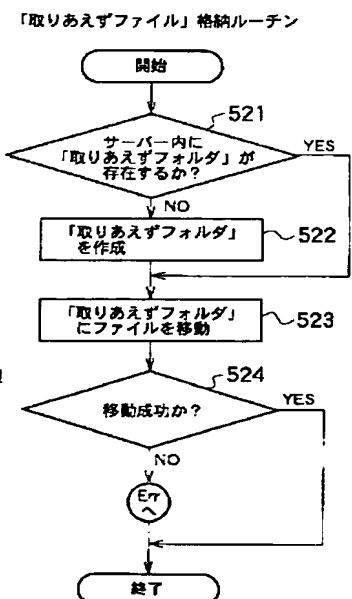 「取りあえずファイル」格納ルーチン
開始
521
サーバー内に
「取りあえずフォルダ」が
存在するか?
YES
NO
「取りあえずフォルダ」
を作成
522
「取りあえずフォルダ」
にファイルを移動
523
524
移動成功か?
YES
NO
Err
へ
終了